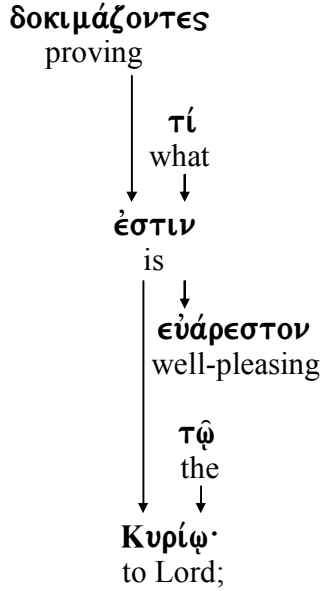 δοκιμάζοντες
proving
τί
what
ἐστιν
is
εὐάρεστον
well-pleasing
τῷ
the
Κυρίῳ·
to Lord;